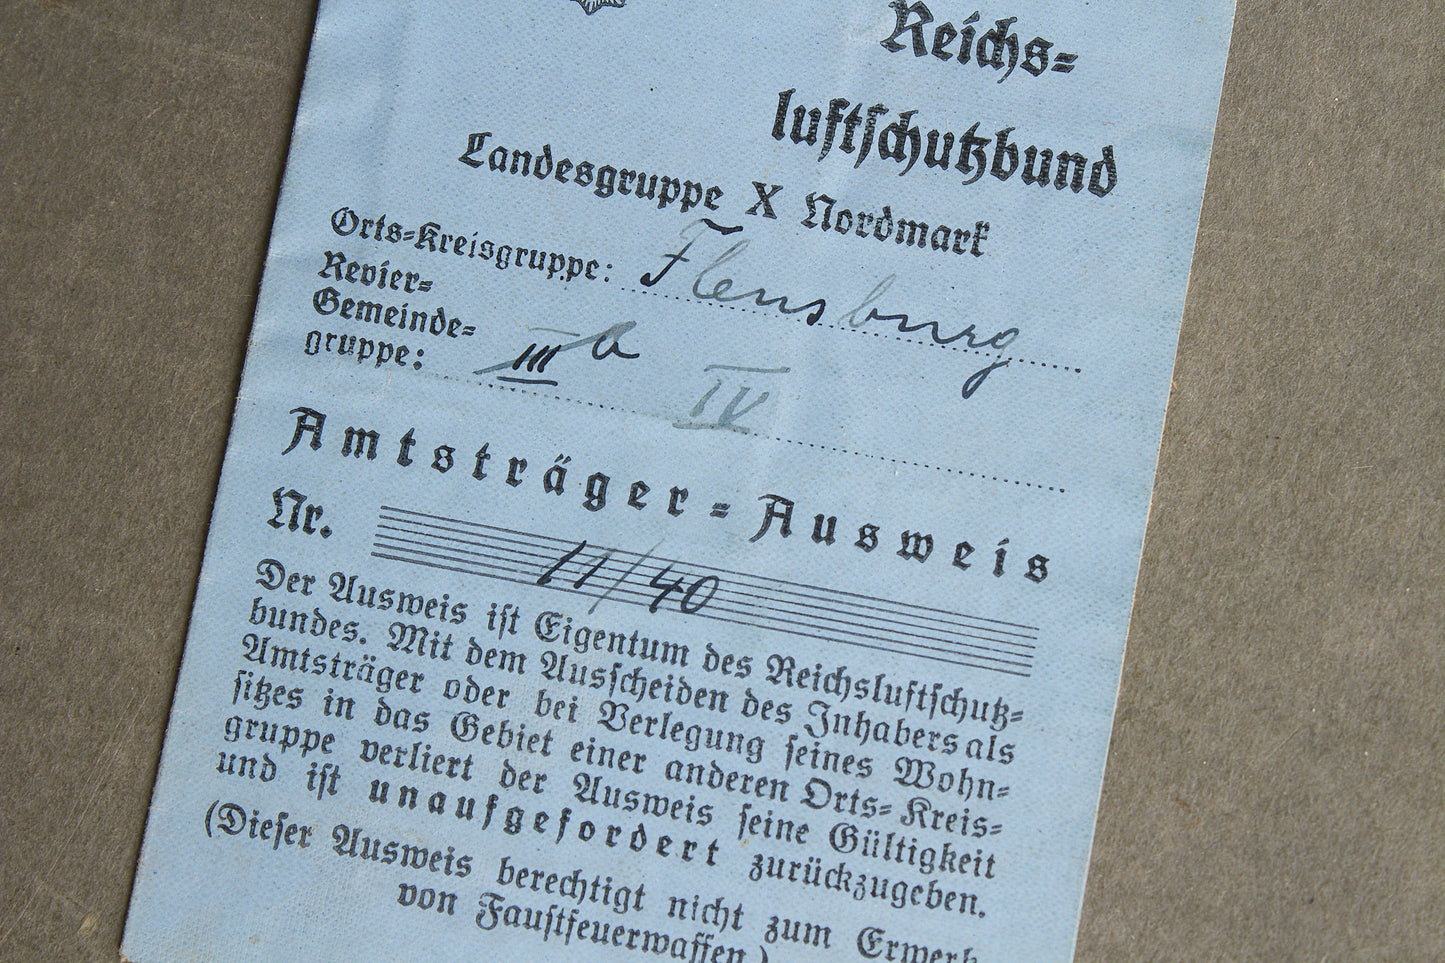 Reichs=
luftschutzbund
Landesgruppe X Nordmark
Orts=Kreisgruppe: Flensburg
Revier=
Gemeinde=
gruppe: III b IV
Amtsträger=Ausweis
Nr. 11/40
Der Ausweis ist Eigentum des Reichsluftschutz=
bundes. Mit dem Ausscheiden des Inhabers als
Amtsträger oder bei Verlegung seines Wohn=
sitzes in das Gebiet einer anderen Orts=Kreis=
gruppe verliert der Ausweis seine Gültigkeit
und ist unaufgefordert zurückzugeben.
(Dieser Ausweis berechtigt nicht zum Erwerb
von Faustfeuerwaffen.)